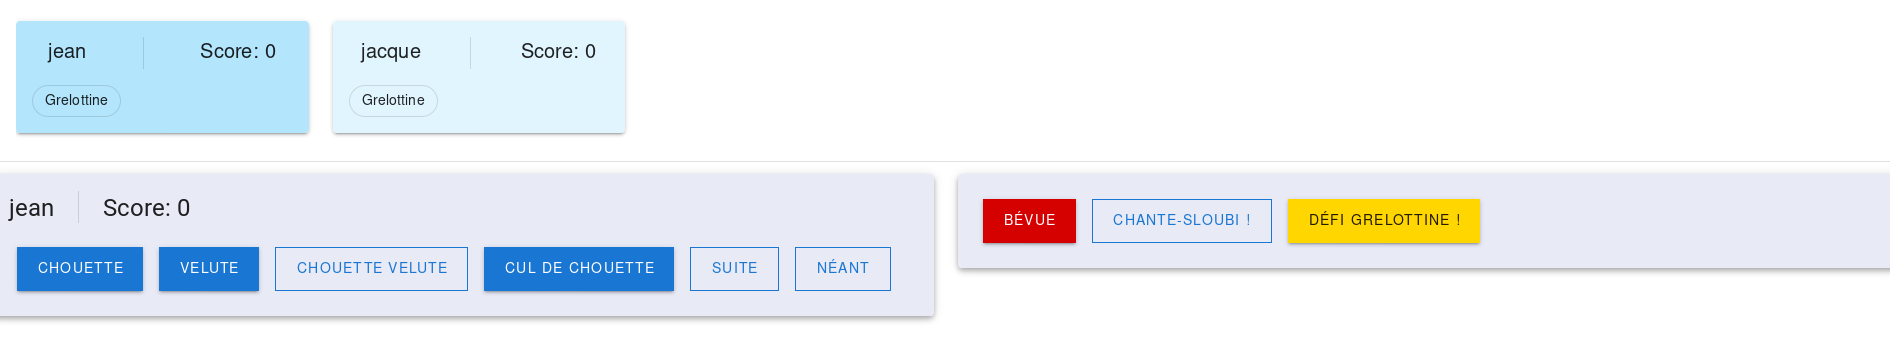 jean Score: 0
Grelottine
jacque Score: 0
Grelottine
jean Score: 0
CHOUETTE VELUTE CHOUETTE VELUTE CUL DE CHOUETTE SUITE NÉANT
BÉVUE CHANTE-SLOUBI ! DÉFI GRELOTTINE !